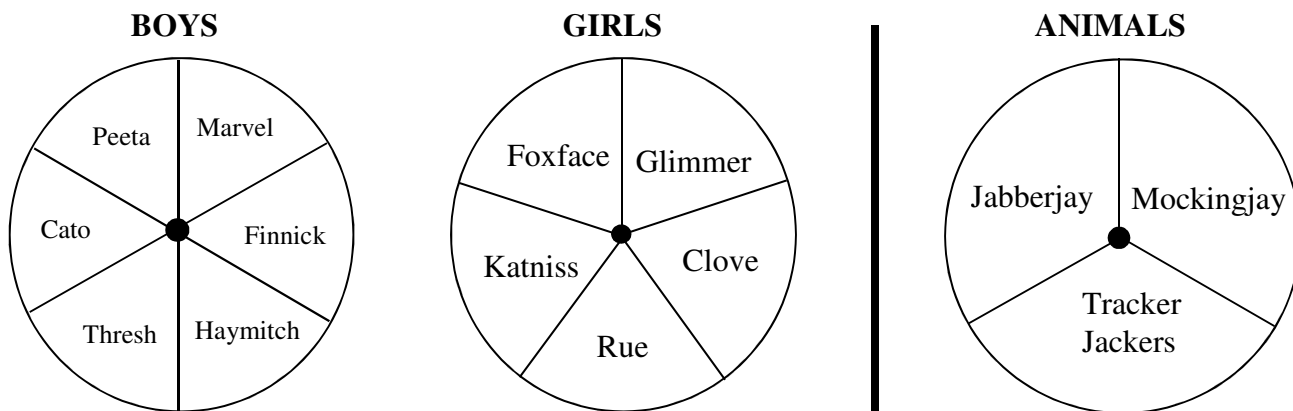 BOYS
Peeta
Marvel
Cato
Finnick
Thresh
Haymitch
GIRLS
Foxface
Glimmer
Katniss
Clove
Rue
ANIMALS
Jabberjay
Mockingjay
Tracker
Jackers